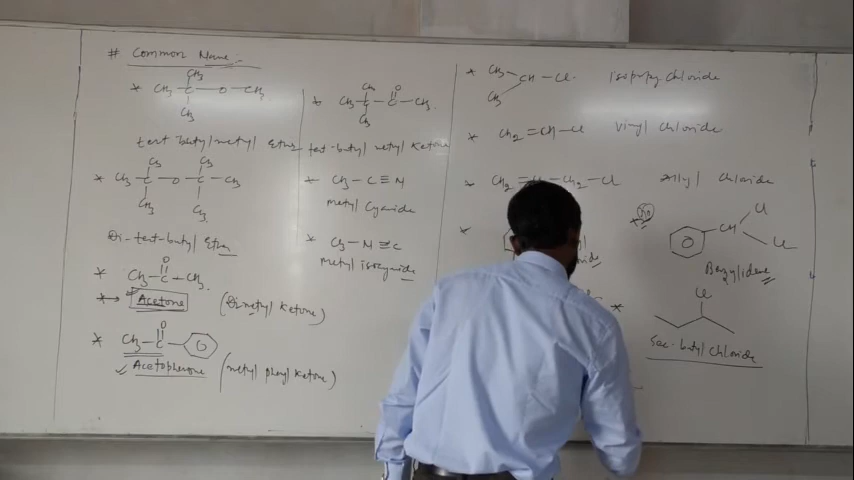 # Common Name:
* CH3 - C - O - CH3
CH3
CH3
tert butyl methyl Ether
* CH3 - C - O - C - CH3
CH3
CH3
CH3
CH3
Di-tert-butyl Ether
* CH3 - C - CH3
O
* → Acetone (Dimethyl Ketone)
* CH3 - C -
O
✓ Acetophenone (methyl phenyl Ketone)
* CH3 - C - C - CH3
CH3
O
CH3
tert-butyl methyl Ketone
* CH3 - C ≡ N
methyl Cyanide
* CH3 - N ≡ C
methyl isocyanide
* CH3
CH - Cl
CH3
Isopropyl chloride
* CH2 = CH - Cl vinyl chloride
* CH2 = CH - CH2 - Cl Allyl chloride
*
*
CH
Cl
Cl
Benzylidene
*
Cl
Sec-butyl chloride